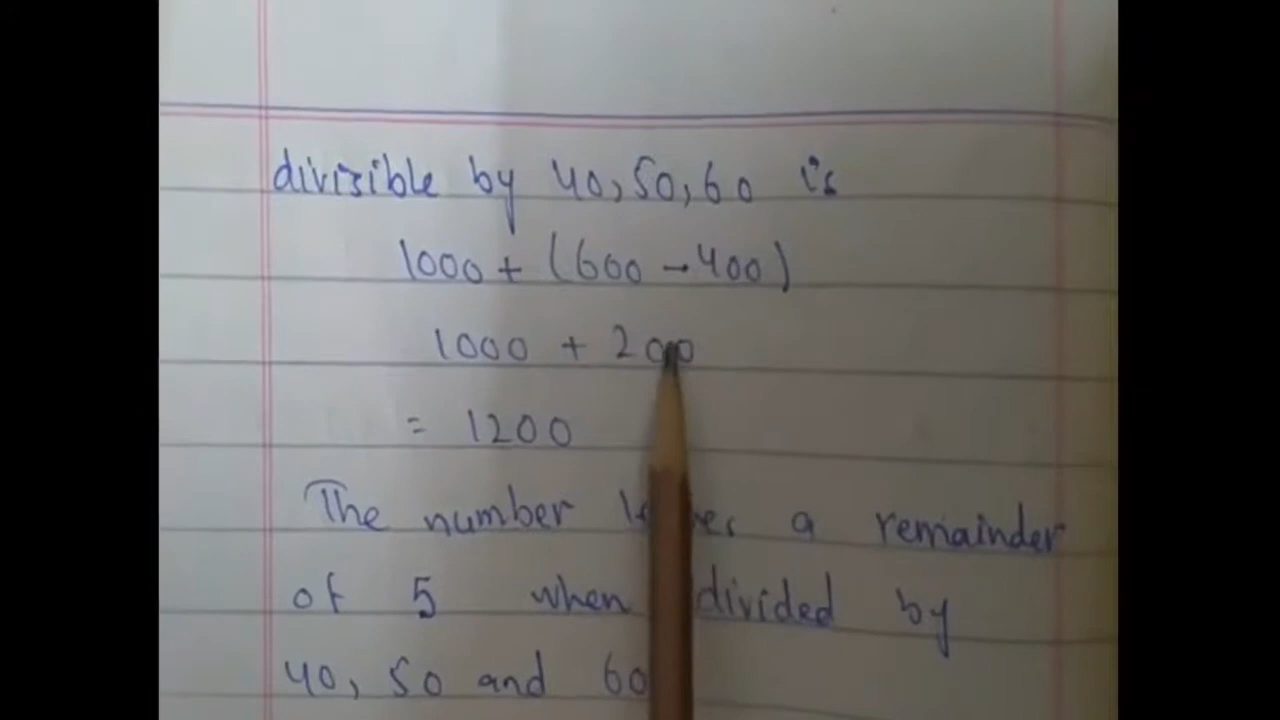 divisible by 40, 50, 60 is
1000 + (600 - 400)
1000 + 200
= 1200
The number a remainder
of 5 when divided by
40, 50 and 60